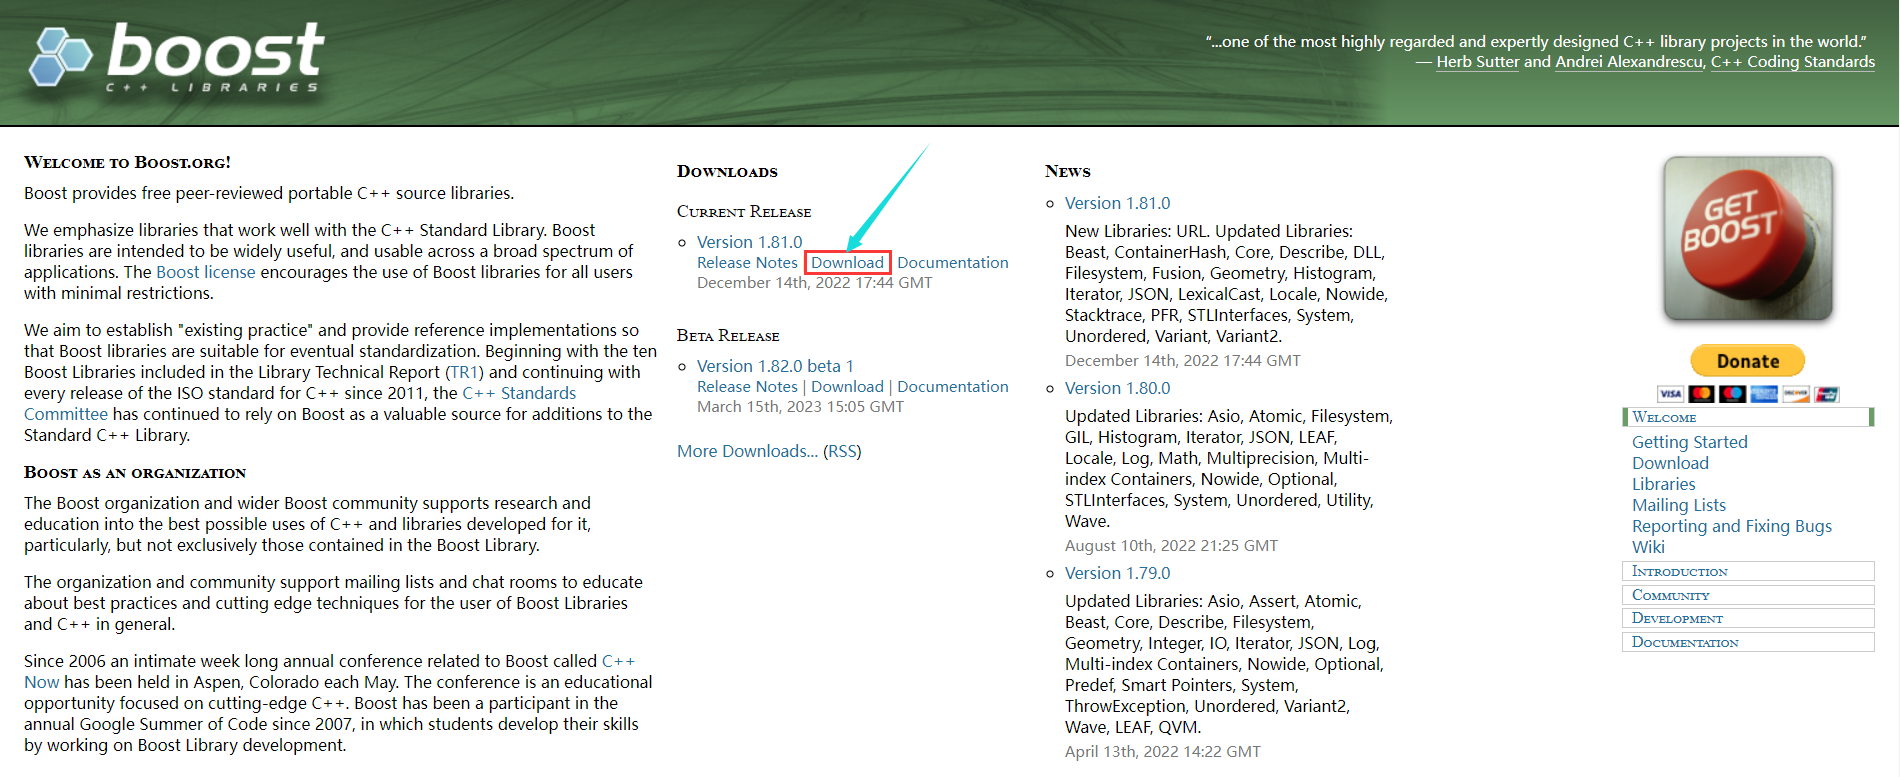 boost
C++ LIBRARIES
“...one of the most highly regarded and expertly designed C++ library projects in the world.”
— Herb Sutter and Andrei Alexandrescu, C++ Coding Standards
Welcome to Boost.org!
Boost provides free peer-reviewed portable C++ source libraries.
We emphasize libraries that work well with the C++ Standard Library. Boost
libraries are intended to be widely useful, and usable across a broad spectrum of
applications. The Boost license encourages the use of Boost libraries for all users
with minimal restrictions.
We aim to establish "existing practice" and provide reference implementations so
that Boost libraries are suitable for eventual standardization. Beginning with the ten
Boost Libraries included in the Library Technical Report (TR1) and continuing with
every release of the ISO standard for C++ since 2011, the C++ Standards
Committee has continued to rely on Boost as a valuable source for additions to the
Standard C++ Library.
Boost as an organization
The Boost organization and wider Boost community supports research and
education into the best possible uses of C++ and libraries developed for it,
particularly, but not exclusively those contained in the Boost Library.
The organization and community support mailing lists and chat rooms to educate
about best practices and cutting edge techniques for the user of Boost Libraries
and C++ in general.
Since 2006 an intimate week long annual conference related to Boost called C++
Now has been held in Aspen, Colorado each May. The conference is an educational
opportunity focused on cutting-edge C++. Boost has been a participant in the
annual Google Summer of Code since 2007, in which students develop their skills
by working on Boost Library development.
Downloads
Current Release
Version 1.81.0
Release Notes Download Documentation
December 14th, 2022 17:44 GMT
Beta Release
Version 1.82.0 beta 1
Release Notes | Download | Documentation
March 15th, 2023 15:05 GMT
More Downloads... (RSS)
News
Version 1.81.0
New Libraries: URL. Updated Libraries:
Beast, ContainerHash, Core, Describe, DLL,
Filesystem, Fusion, Geometry, Histogram,
Iterator, JSON, LexicalCast, Locale, Nowide,
Stacktrace, PFR, STLInterfaces, System,
Unordered, Variant, Variant2.
December 14th, 2022 17:44 GMT
Version 1.80.0
Updated Libraries: Asio, Atomic, Filesystem,
GIL, Histogram, Iterator, JSON, LEAF,
Locale, Log, Math, Multiprecision, Multi-
index Containers, Nowide, Optional,
STLInterfaces, System, Unordered, Utility,
Wave.
August 10th, 2022 21:25 GMT
Version 1.79.0
Updated Libraries: Asio, Assert, Atomic,
Beast, Core, Describe, Filesystem,
Geometry, Integer, IO, Iterator, JSON, Log,
Multi-index Containers, Nowide, Optional,
Predef, Smart Pointers, System,
ThrowException, Unordered, Variant2,
Wave, LEAF, QVM.
April 13th, 2022 14:22 GMT
GET
BOOST
Donate
VISA DISCOVER
Welcome
Getting Started
Download
Libraries
Mailing Lists
Reporting and Fixing Bugs
Wiki
Introduction
Community
Development
Documentation